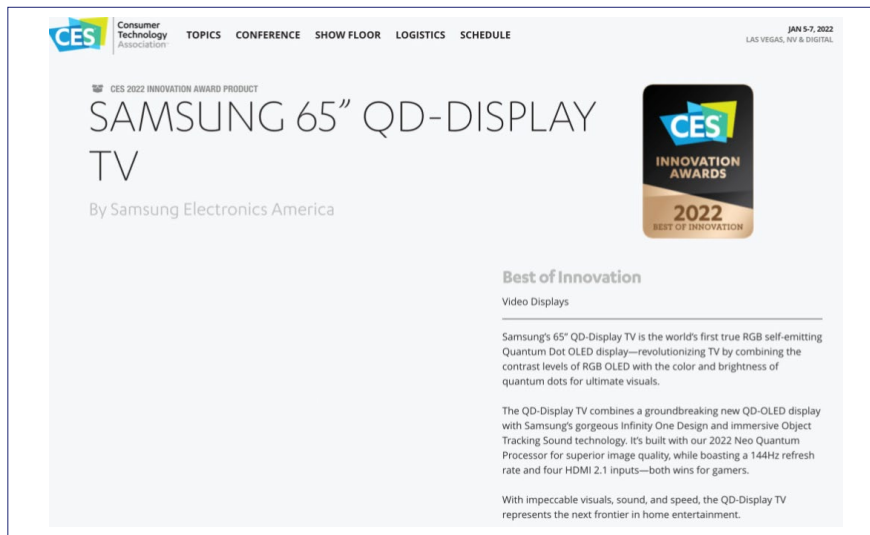 CES
Consumer
Technology
Association
TOPICS CONFERENCE SHOW FLOOR LOGISTICS SCHEDULE
JAN 5-7, 2022
LAS VEGAS, NV & DIGITAL
CES 2022 INNOVATION AWARD PRODUCT
SAMSUNG 65” QD-DISPLAY
TV
By Samsung Electronics America
CES
INNOVATION
AWARDS
2022
BEST OF INNOVATION
Best of Innovation
Video Displays
Samsung’s 65” QD-Display TV is the world’s first true RGB self-emitting
Quantum Dot OLED display—revolutionizing TV by combining the
contrast levels of RGB OLED with the color and brightness of
quantum dots for ultimate visuals.
The QD-Display TV combines a groundbreaking new QD-OLED display
with Samsung’s gorgeous Infinity One Design and immersive Object
Tracking Sound technology. It’s built with our 2022 Neo Quantum
Processor for superior image quality, while boasting a 144Hz refresh
rate and four HDMI 2.1 inputs—both wins for gamers.
With impeccable visuals, sound, and speed, the QD-Display TV
represents the next frontier in home entertainment.